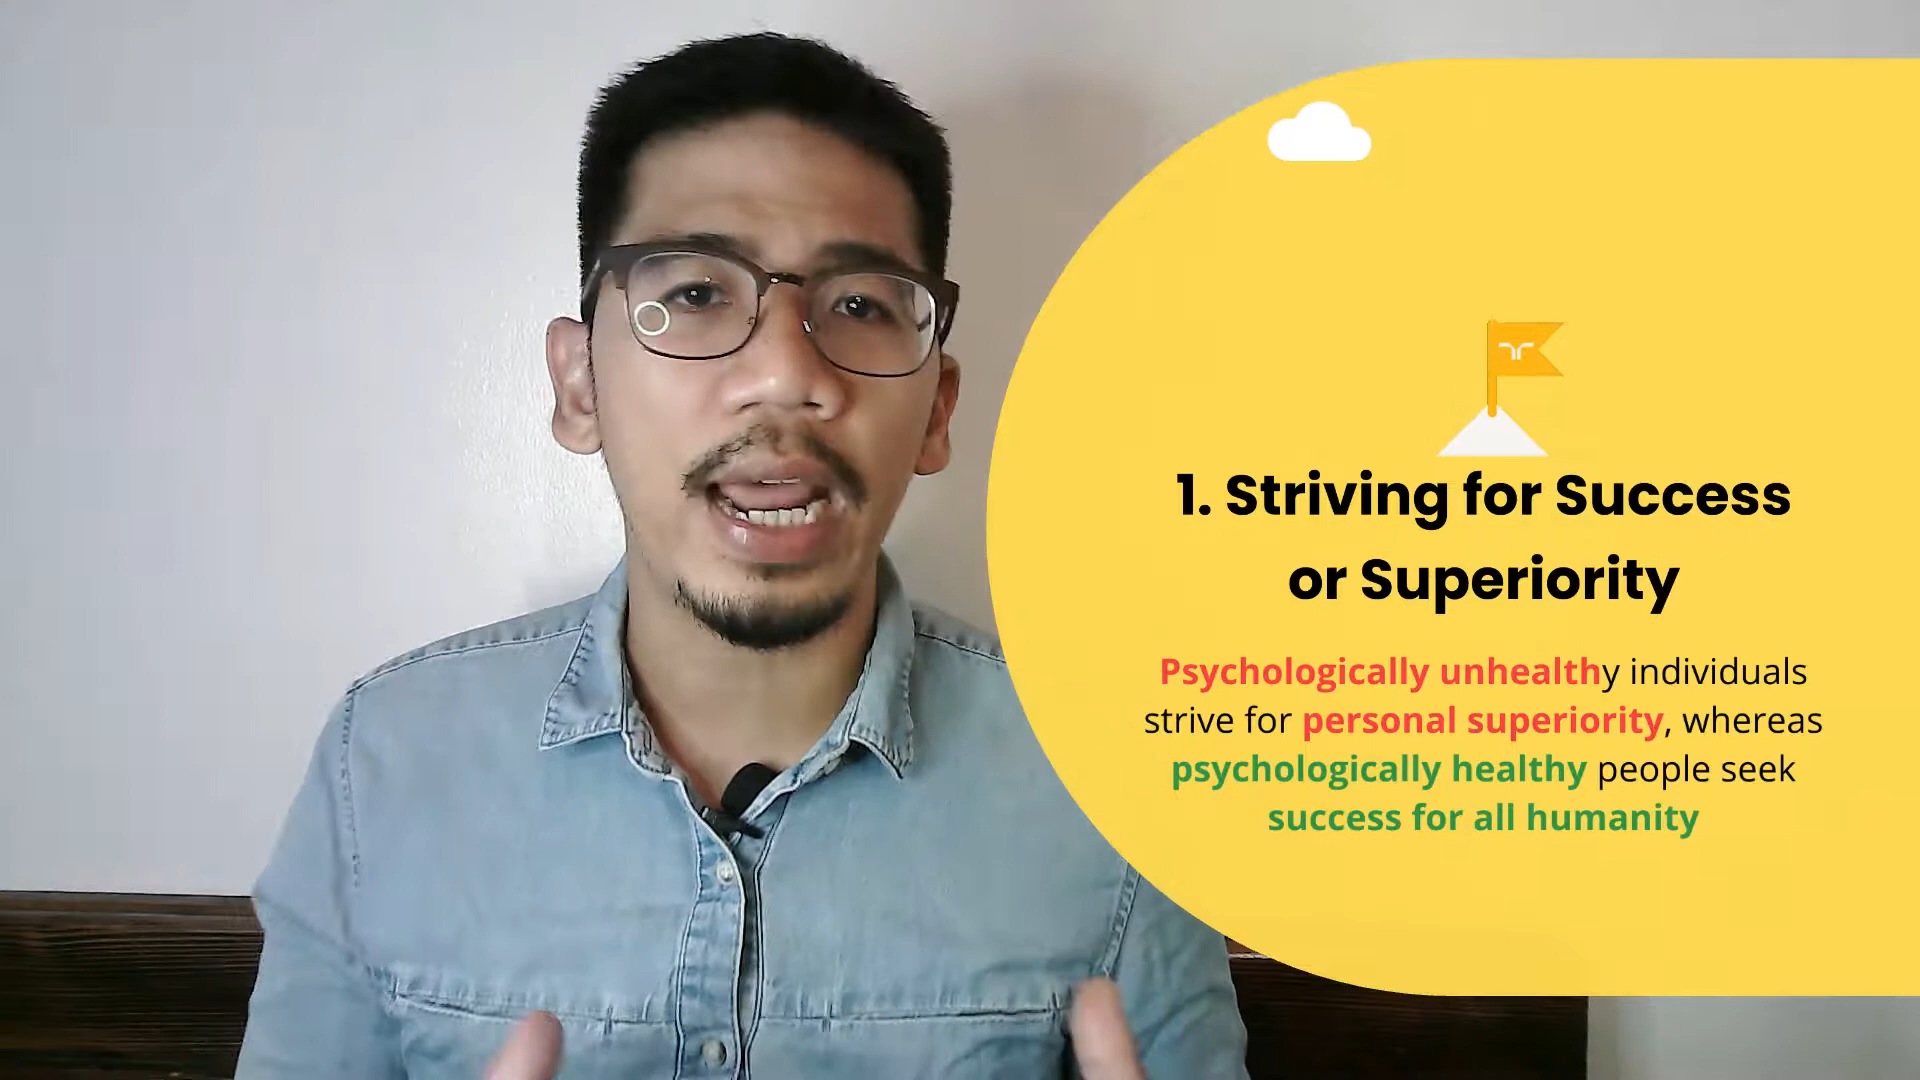 1. Striving for Success
or Superiority
Psychologically unhealthy individuals
strive for personal superiority, whereas
psychologically healthy people seek
success for all humanity